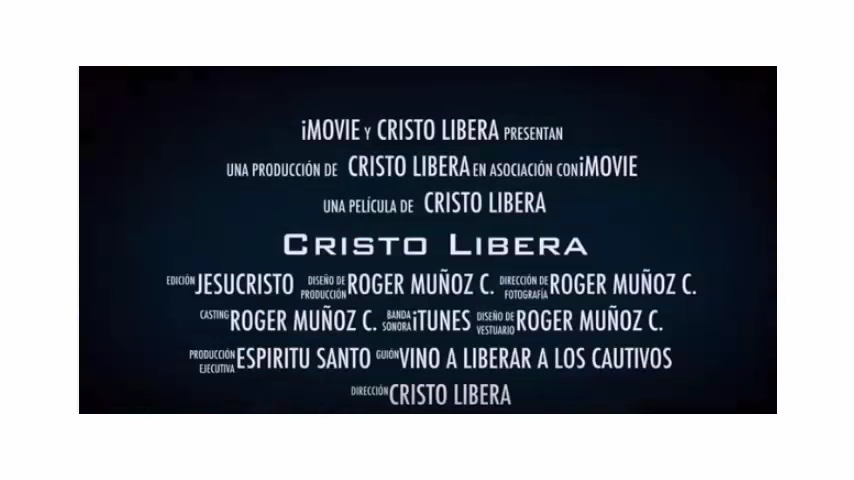 iMOVIE Y CRISTO LIBERA PRESENTAN
UNA PRODUCCIÓN DE CRISTO LIBERA EN ASOCIACIÓN CON iMOVIE
UNA PELÍCULA DE CRISTO LIBERA
CRISTO LIBERA
EDICIÓN JESUCRISTO DISEÑO DE PRODUCCIÓN ROGER MUÑOZ C. DIRECCIÓN DE FOTOGRAFÍA ROGER MUÑOZ C.
CASTING ROGER MUÑOZ C. BANDA SONORA iTUNES DISEÑO DE VESTUARIO ROGER MUÑOZ C.
PRODUCCIÓN EJECUTIVA ESPIRITU SANTO GUIÓN VINO A LIBERAR A LOS CAUTIVOS
DIRECCIÓN CRISTO LIBERA